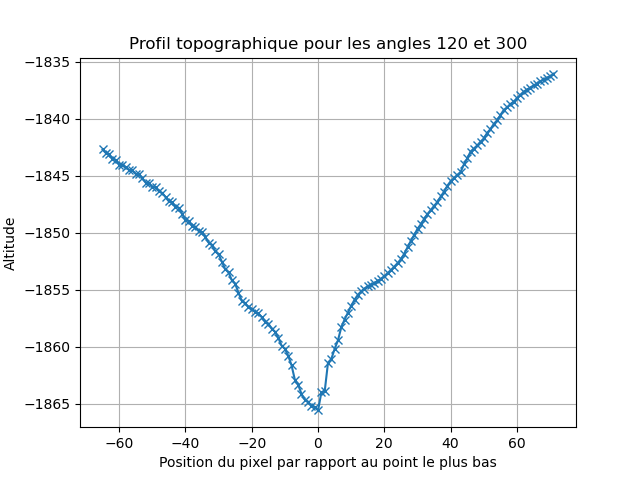 Profil topographique pour les angles 120 et 300
−1835
−1840
−1845
−1850
−1855
−1860
−1865
Altitude
−60 −40 −20 0 20 40 60
Position du pixel par rapport au point le plus bas